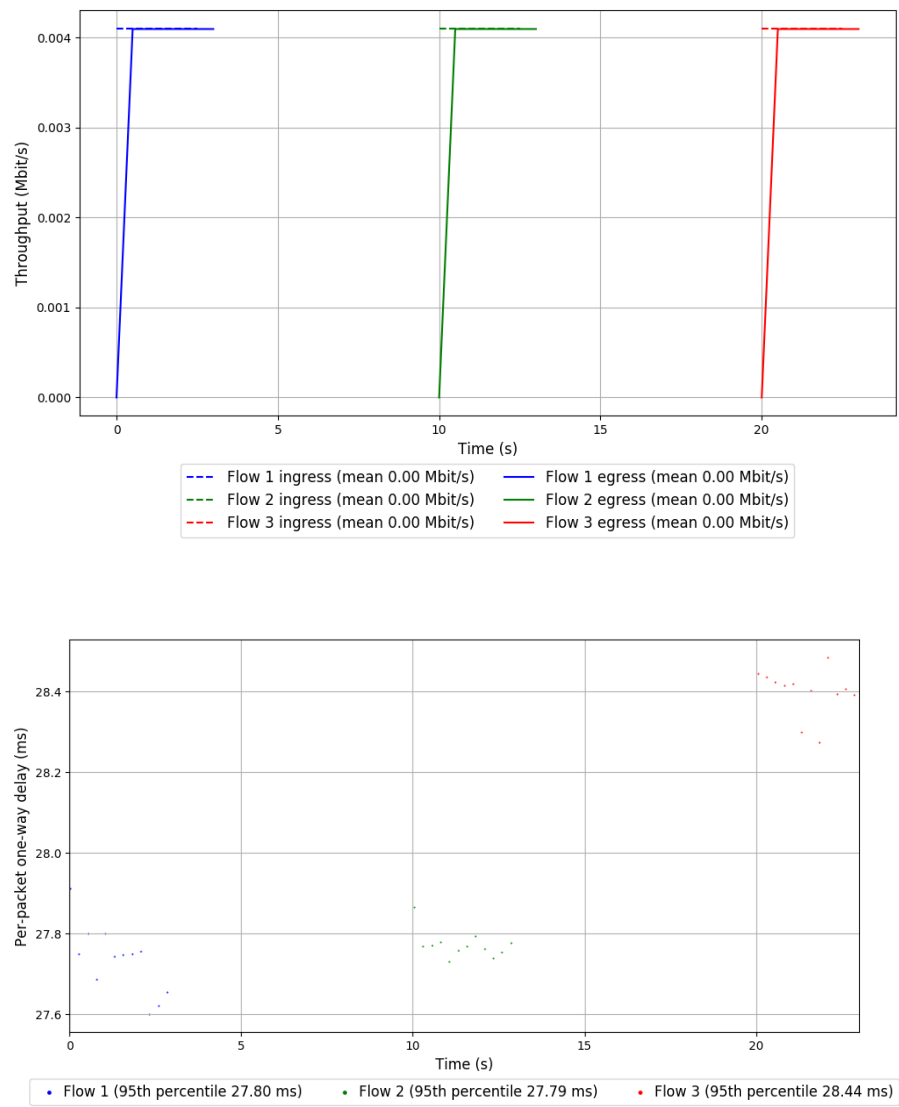 0.004
0.003
0.002
0.001
0.000
Throughput (Mbit/s)
0 5 10 15 20
Time (s)
Flow 1 ingress (mean 0.00 Mbit/s) Flow 1 egress (mean 0.00 Mbit/s)
Flow 2 ingress (mean 0.00 Mbit/s) Flow 2 egress (mean 0.00 Mbit/s)
Flow 3 ingress (mean 0.00 Mbit/s) Flow 3 egress (mean 0.00 Mbit/s)
28.4
28.2
28.0
27.8
27.6
Per-packet one-way delay (ms)
0 5 10 15 20
Time (s)
Flow 1 (95th percentile 27.80 ms) Flow 2 (95th percentile 27.79 ms) Flow 3 (95th percentile 28.44 ms)